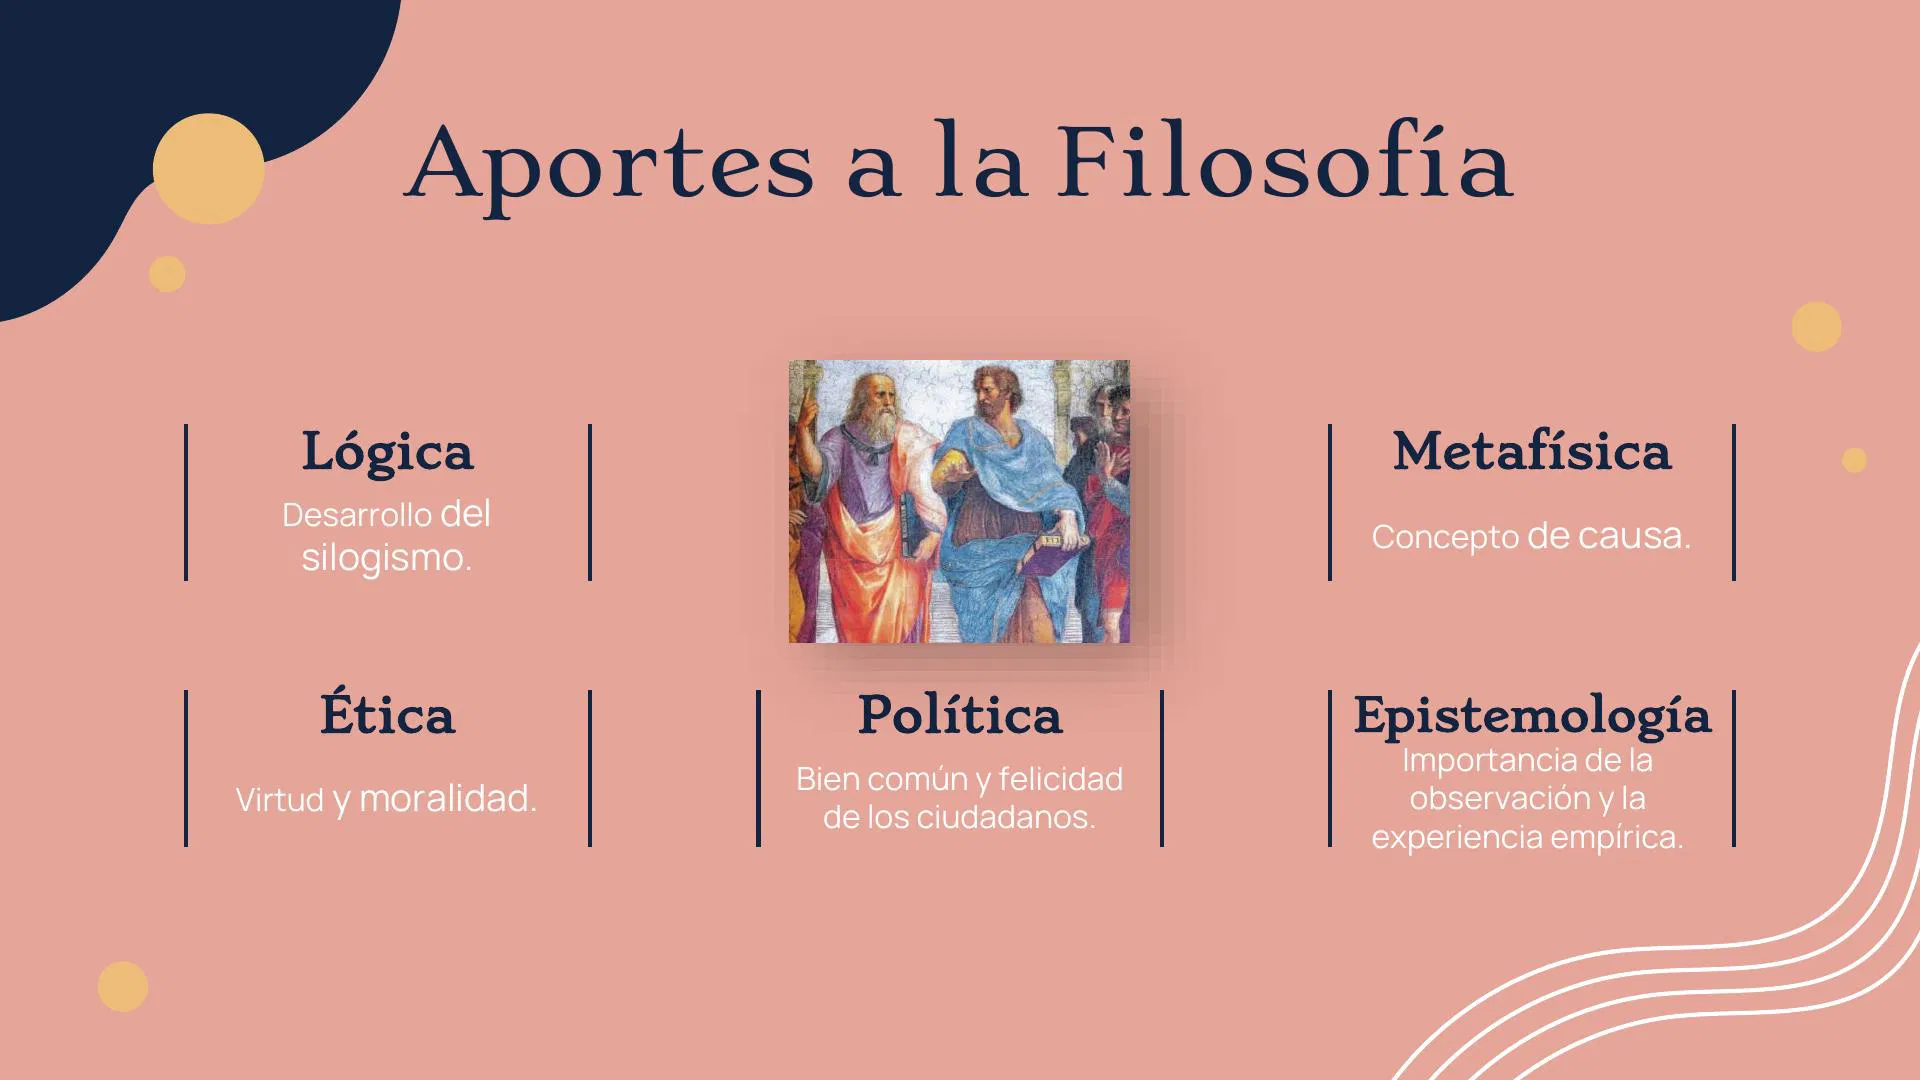 Aportes a la Filosofía
Lógica
Desarrollo del
silogismo.
Metafísica
Concepto de causa.
Ética
Virtud y moralidad.
Política
Bien común y felicidad
de los ciudadanos.
Epistemología
Importancia de la
observación y la
experiencia empírica.